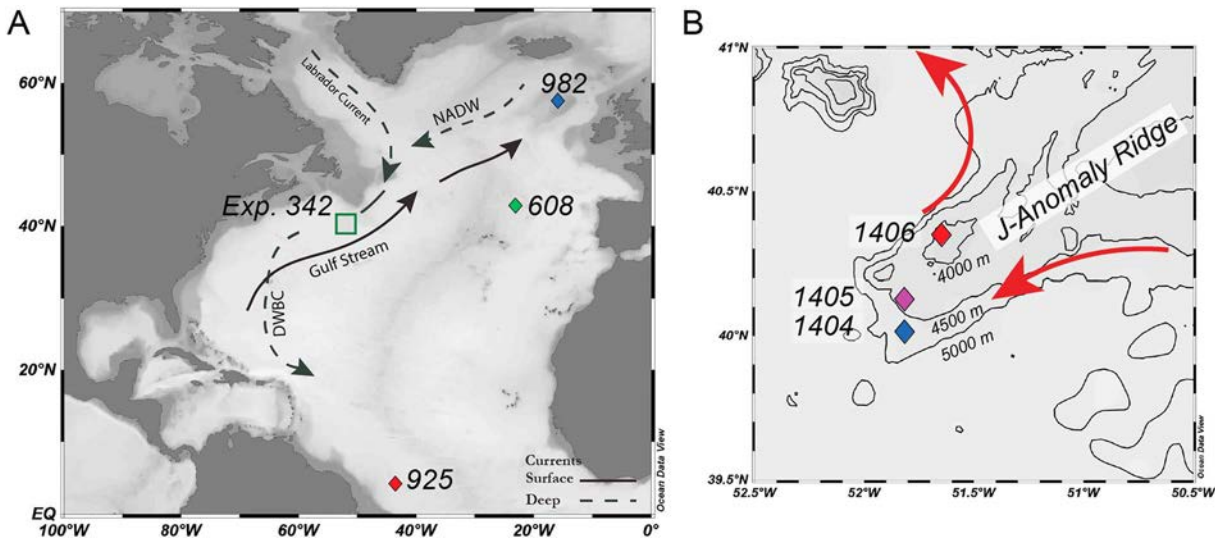 A
60°N
40°N
20°N
EQ
100°W
80°W
60°W
40°W
20°W
0°
Labrador Current
NADW
982
608
Exp. 342
Gulf Stream
DWBC
925
Currents
Surface
Deep
Ocean Data View
B
41°N
40.5°N
40°N
39.5°N
52.5°W
52°W
51.5°W
51°W
50.5°W
J-Anomaly Ridge
1406
4000 m
1405
1404
4500 m
5000 m
Ocean Data View